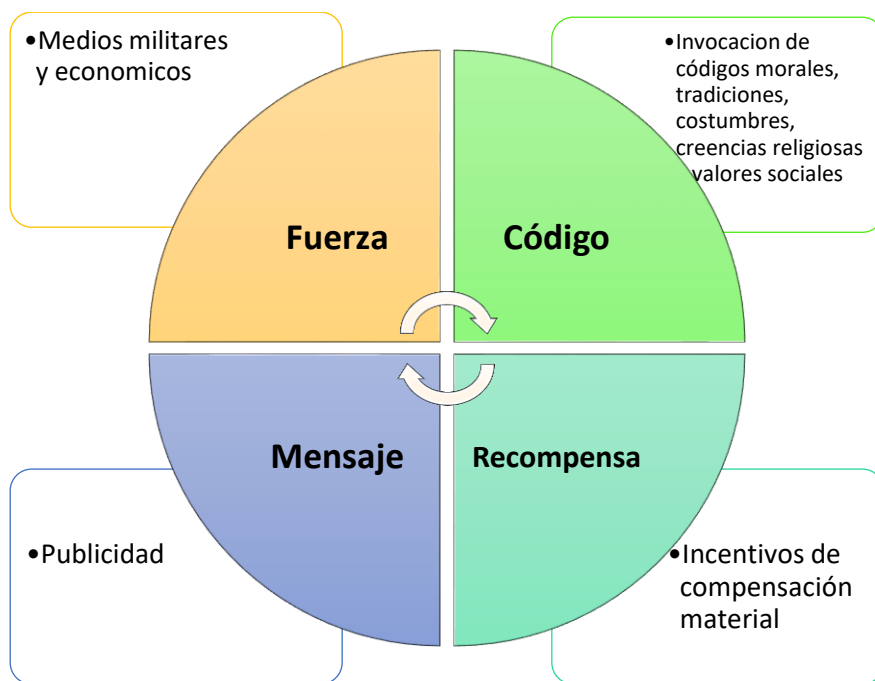 •Medios militares
y economicos
•Invocacion de
códigos morales,
tradiciones,
costumbres,
creencias religiosas
valores sociales
Fuerza
Código
Mensaje
Recompensa
•Publicidad
•Incentivos de
compensación
material